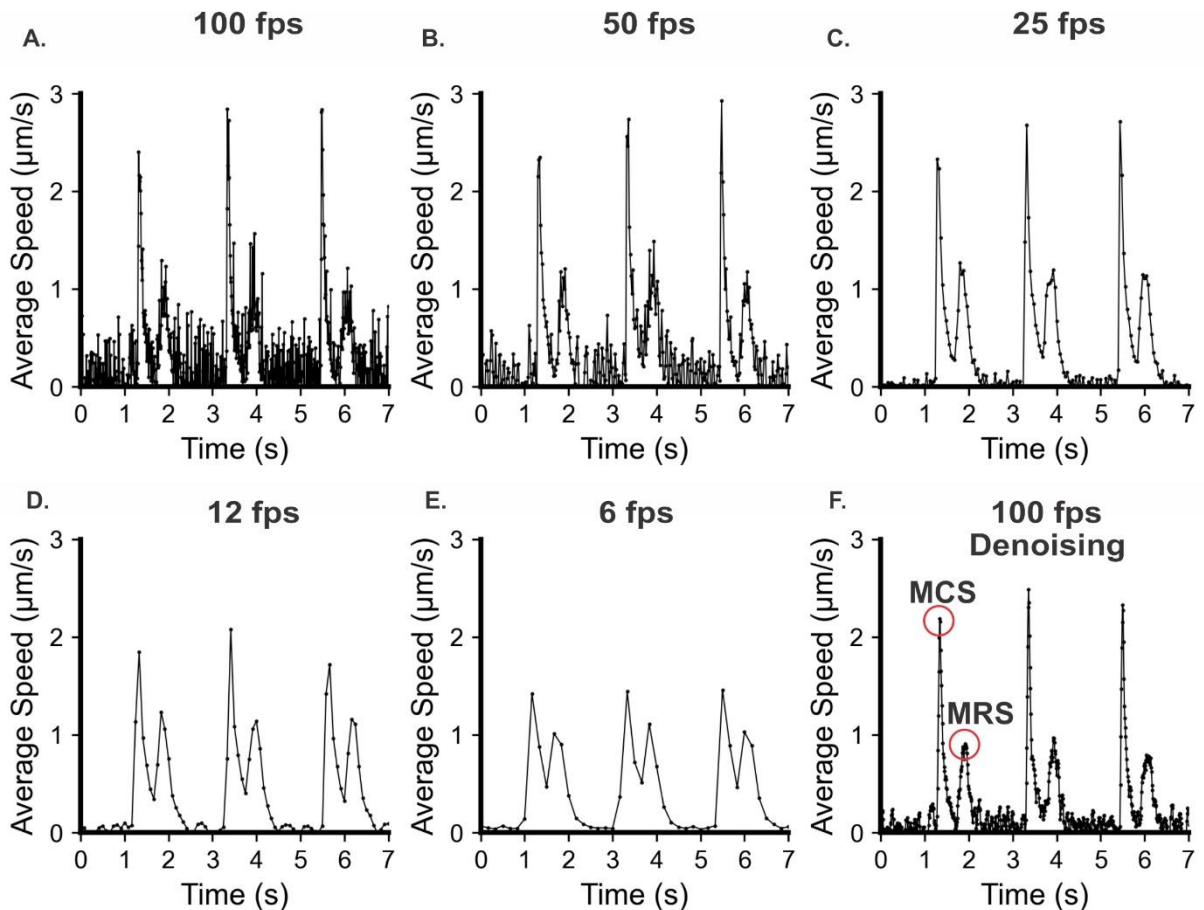 A.
100 fps
B.
50 fps
C.
25 fps
3
2
1
0
Average Speed (µm/s)
0 1 2 3 4 5 6 7
Time (s)
3
2
1
0
Average Speed (µm/s)
0 1 2 3 4 5 6 7
Time (s)
3
2
1
0
Average Speed (µm/s)
0 1 2 3 4 5 6 7
Time (s)
D.
12 fps
E.
6 fps
F.
100 fps
Denoising
3
2
1
0
Average Speed (µm/s)
0 1 2 3 4 5 6 7
Time (s)
3
2
1
0
Average Speed (µm/s)
0 1 2 3 4 5 6 7
Time (s)
3
2
1
0
Average Speed (µm/s)
MCS
MRS
0 1 2 3 4 5 6 7
Time (s)